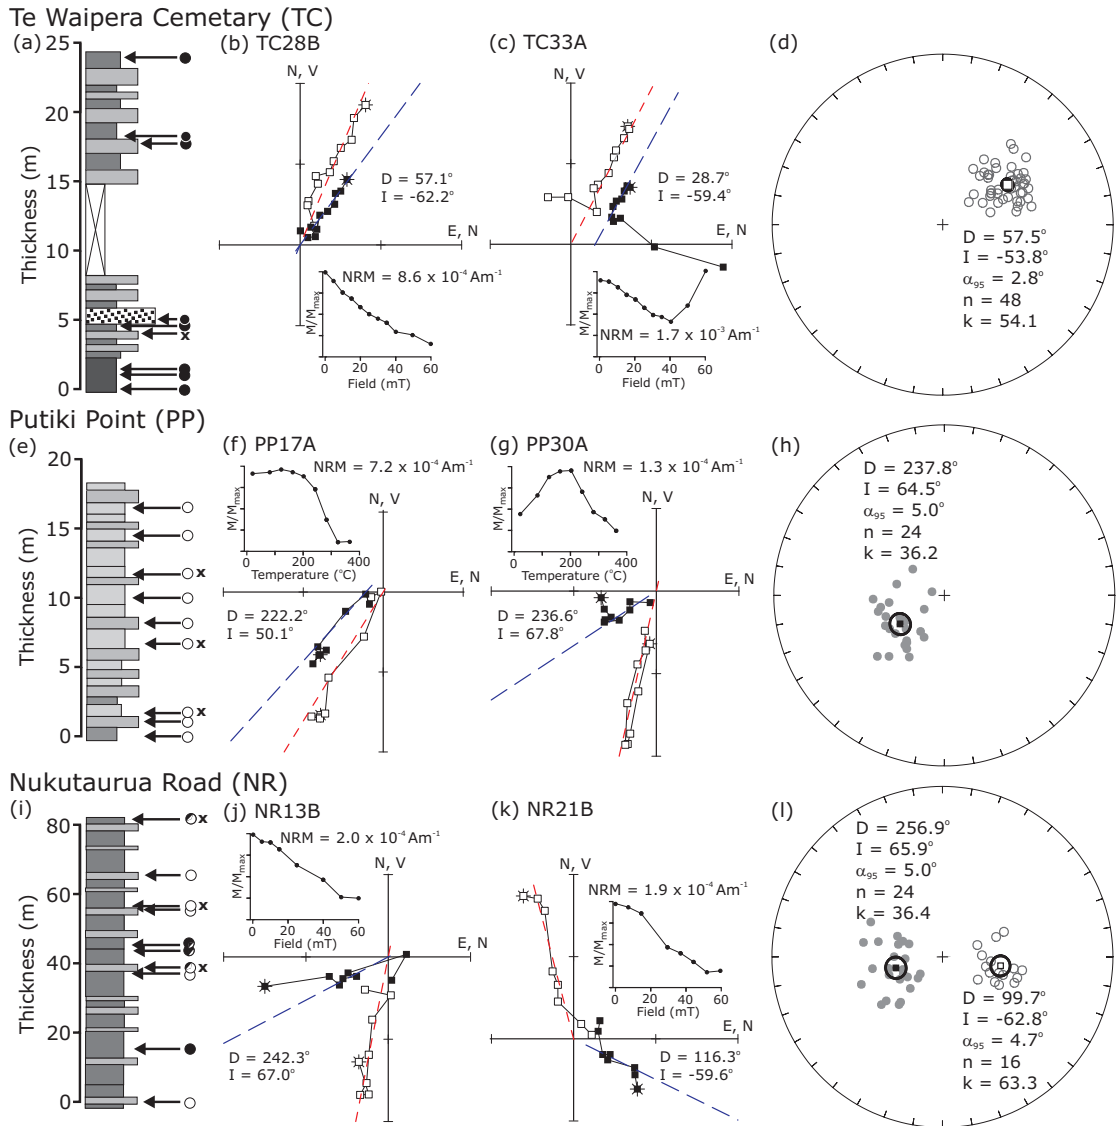 Te Waipera Cemetary (TC)
(a)
(b) TC28B
(c) TC33A
(d)
25
20
15
10
5
0
Thickness (m)
N, V
E, N
D = 57.1°
I = -62.2°
NRM = 8.6 x 10-4 Am-1
M/Mmax
0 20 40 60
Field (mT)
N, V
E, N
D = 28.7°
I = -59.4°
NRM = 1.7 x 10-3 Am-1
M/Mmax
0 20 40 60
Field (mT)
D = 57.5°
I = -53.8°
α95 = 2.8°
n = 48
k = 54.1
x
Putiki Point (PP)
(e)
(f) PP17A
(g) PP30A
(h)
20
15
10
5
0
Thickness (m)
x
x
x
NRM = 7.2 x 10-4 Am-1
M/Mmax
0 200 400
Temperature (°C)
N, V
E, N
D = 222.2°
I = 50.1°
NRM = 1.3 x 10-4 Am-1
M/Mmax
0 200 400
Temperature (°C)
N, V
E, N
D = 236.6°
I = 67.8°
D = 237.8°
I = 64.5°
α95 = 5.0°
n = 24
k = 36.2
Nukutaurua Road (NR)
(i)
(j) NR13B
(k) NR21B
(l)
80
60
40
20
0
Thickness (m)
x
x
x
NRM = 2.0 x 10-4 Am-1
M/Mmax
0 20 40 60
Field (mT)
N, V
E, N
D = 242.3°
I = 67.0°
N, V
E, N
NRM = 1.9 x 10-4 Am-1
M/Mmax
0 20 40 60
Field (mT)
D = 116.3°
I = -59.6°
D = 256.9°
I = 65.9°
α95 = 5.0°
n = 24
k = 36.4
D = 99.7°
I = -62.8°
α95 = 4.7°
n = 16
k = 63.3